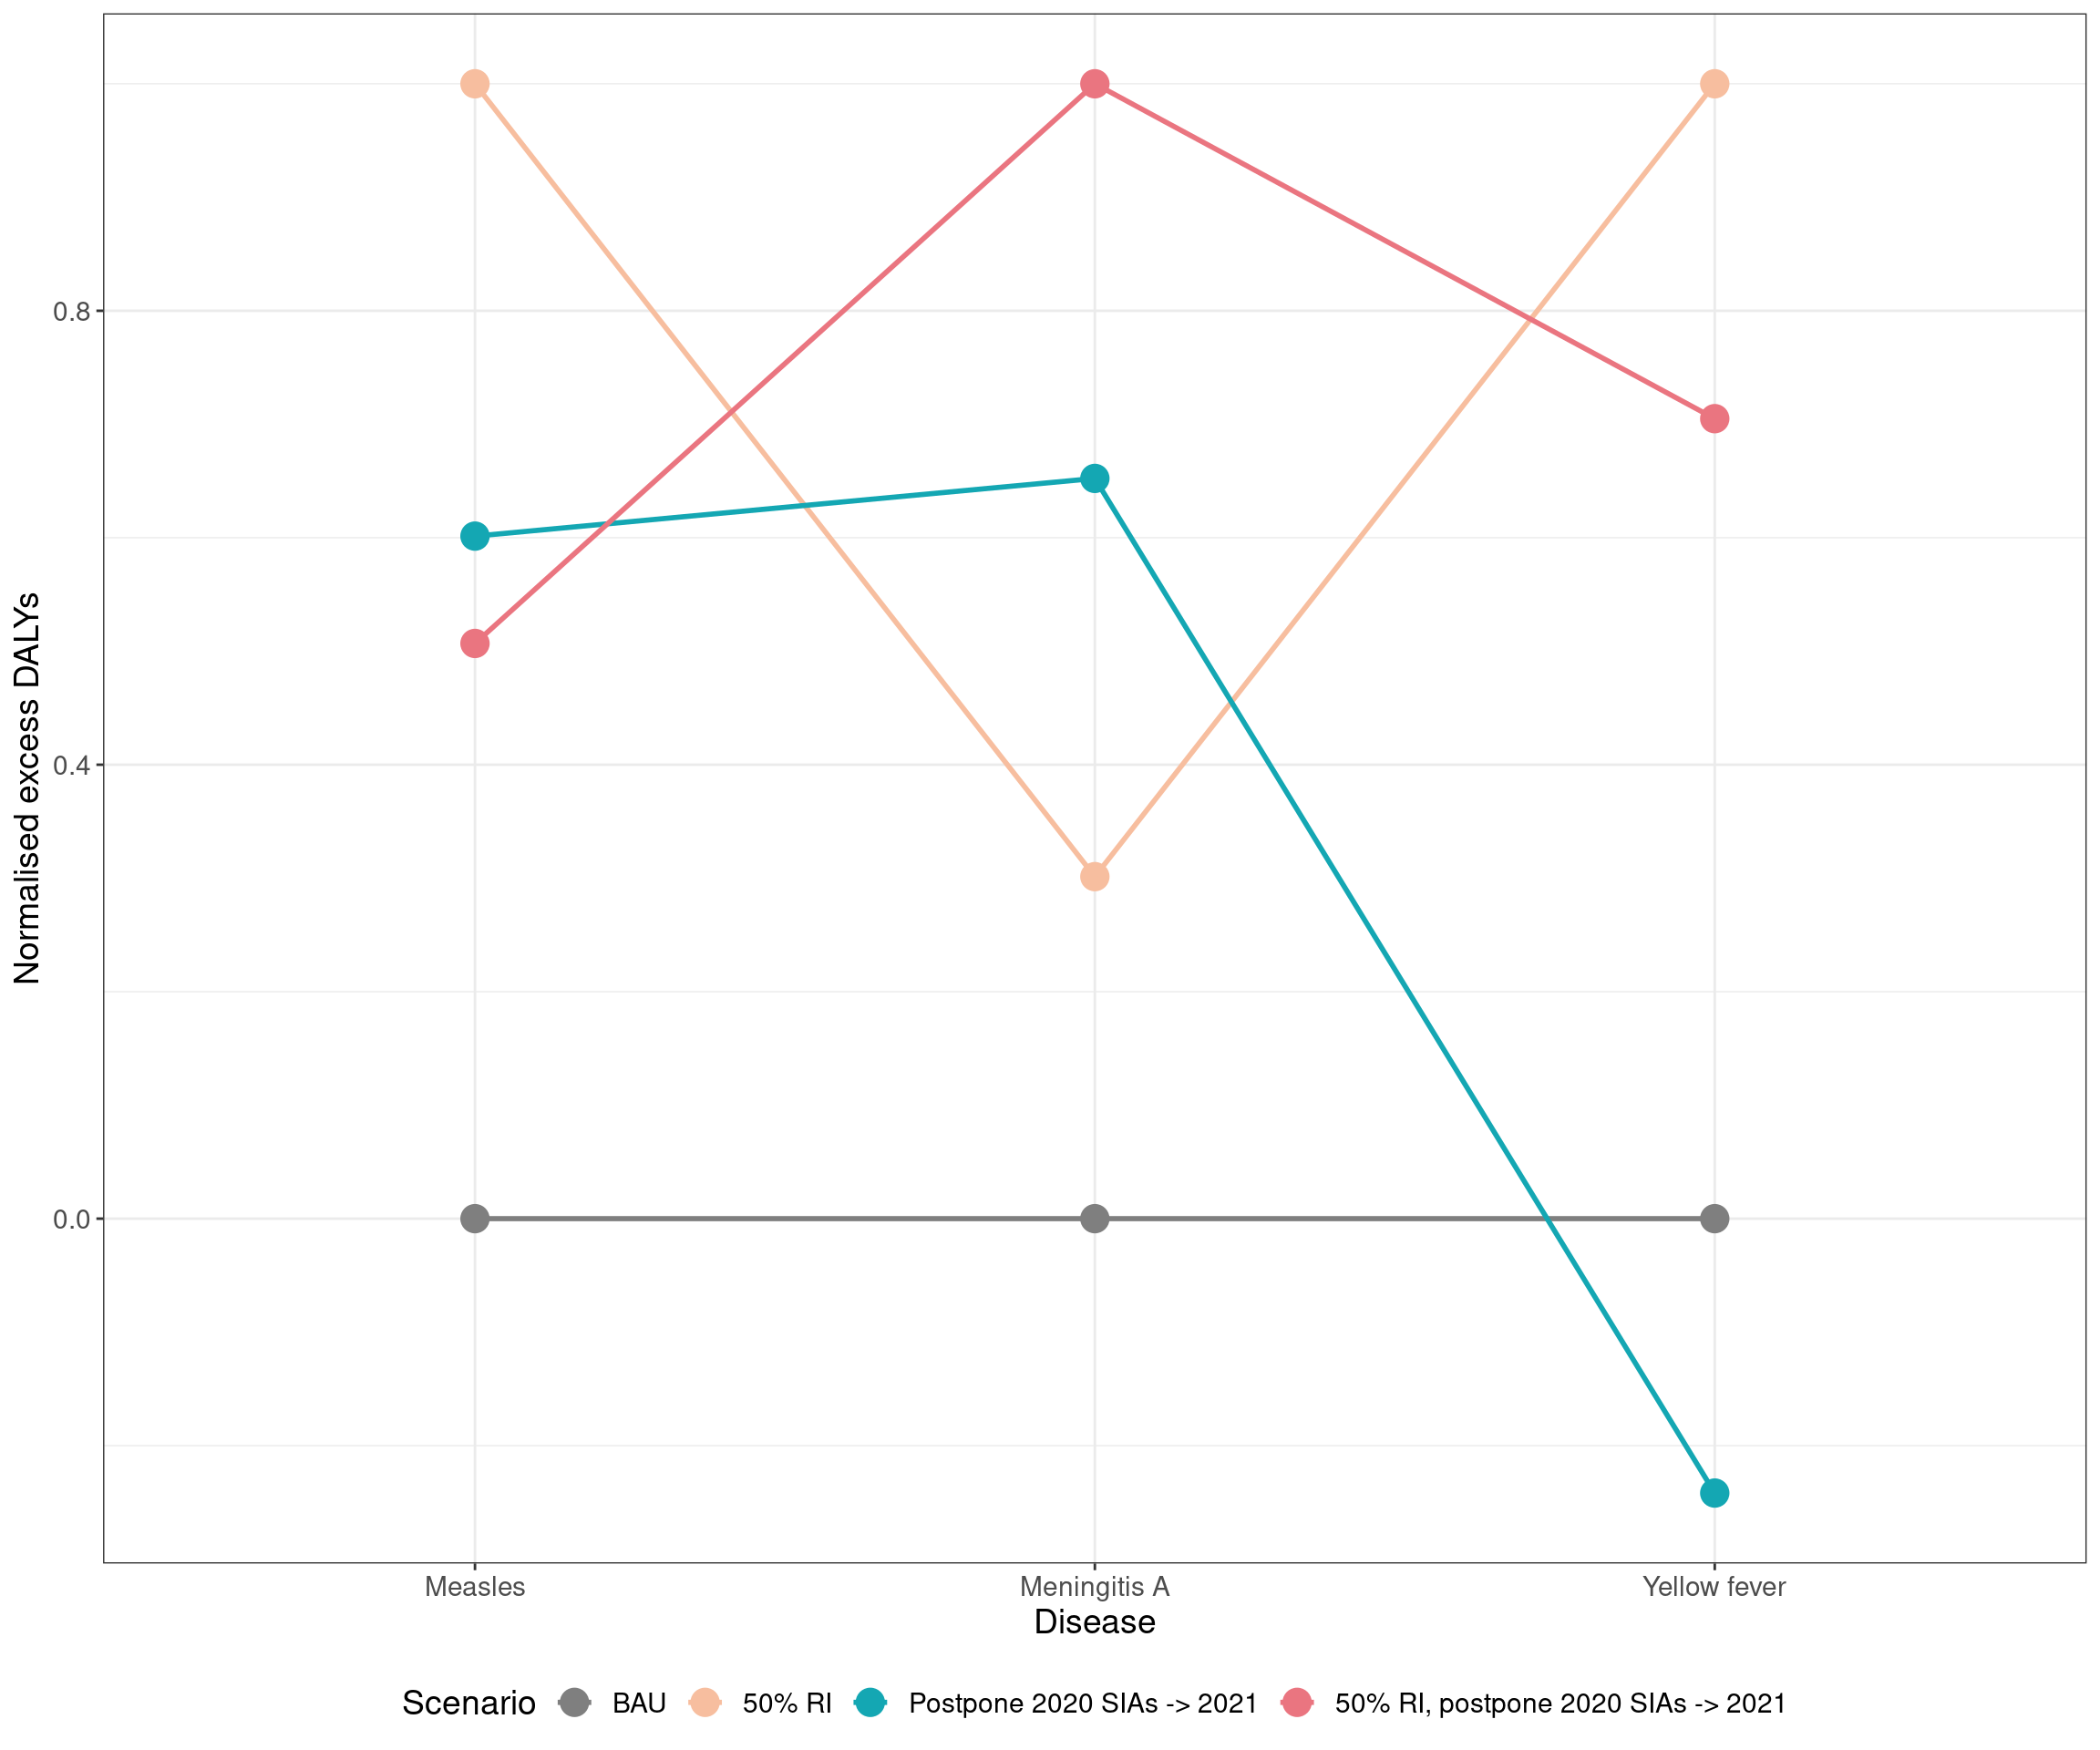 Normalised excess DALYs
0.8
0.4
0.0
Measles Meningitis A Yellow fever
Disease
Scenario BAU 50% RI Postpone 2020 SIAs -> 2021 50% RI, postpone 2020 SIAs -> 2021